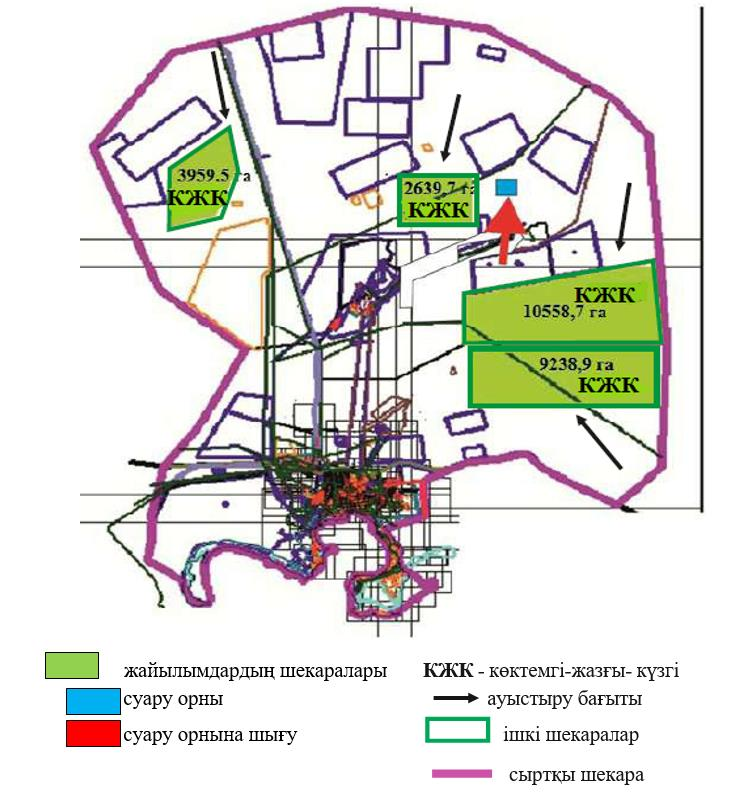 3959.5 га
КЖК
2639,7 га
КЖК
КЖК
10558,7 га
9238,9 га
КЖК
жайылымдардың шекаралары
суару орны
суару орнына шығу
КЖК - көктемгі-жазғы- күзгі
ауыстыру бағыты
ішкі шекаралар
сыртқы шекара